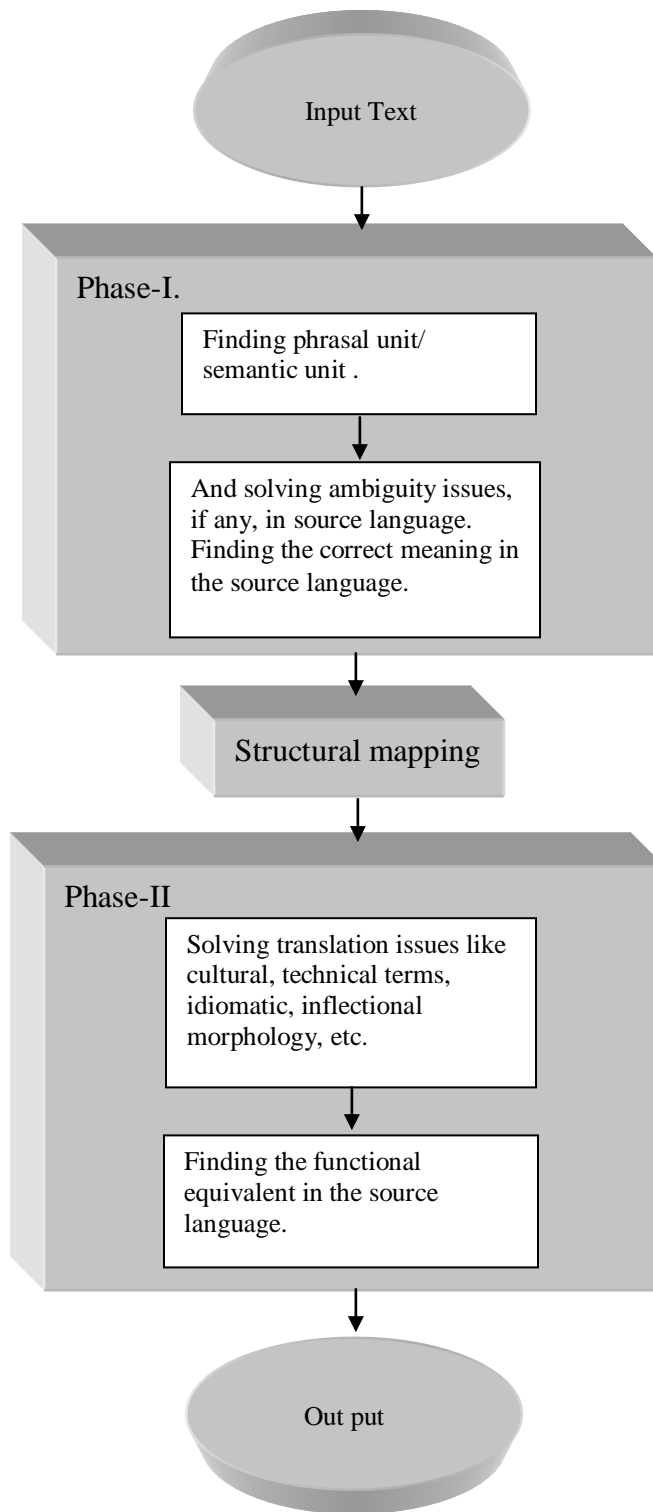 Input Text
Phase-I.
Finding phrasal unit/
semantic unit .
And solving ambiguity issues,
if any, in source language.
Finding the correct meaning in
the source language.
Structural mapping
Phase-II
Solving translation issues like
cultural, technical terms,
idiomatic, inflectional
morphology, etc.
Finding the functional
equivalent in the source
language.
Out put